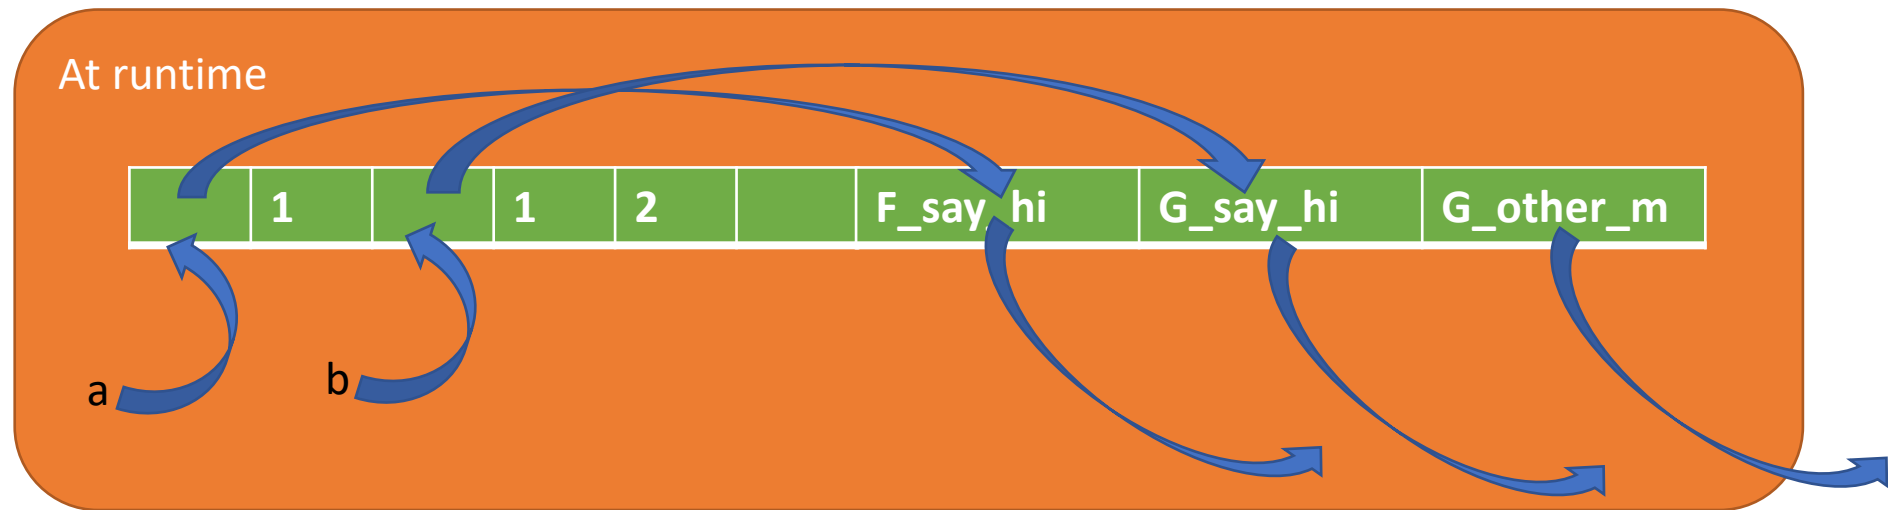 At runtime
1 1 2 F_say_hi G_say_hi G_other_m
a b